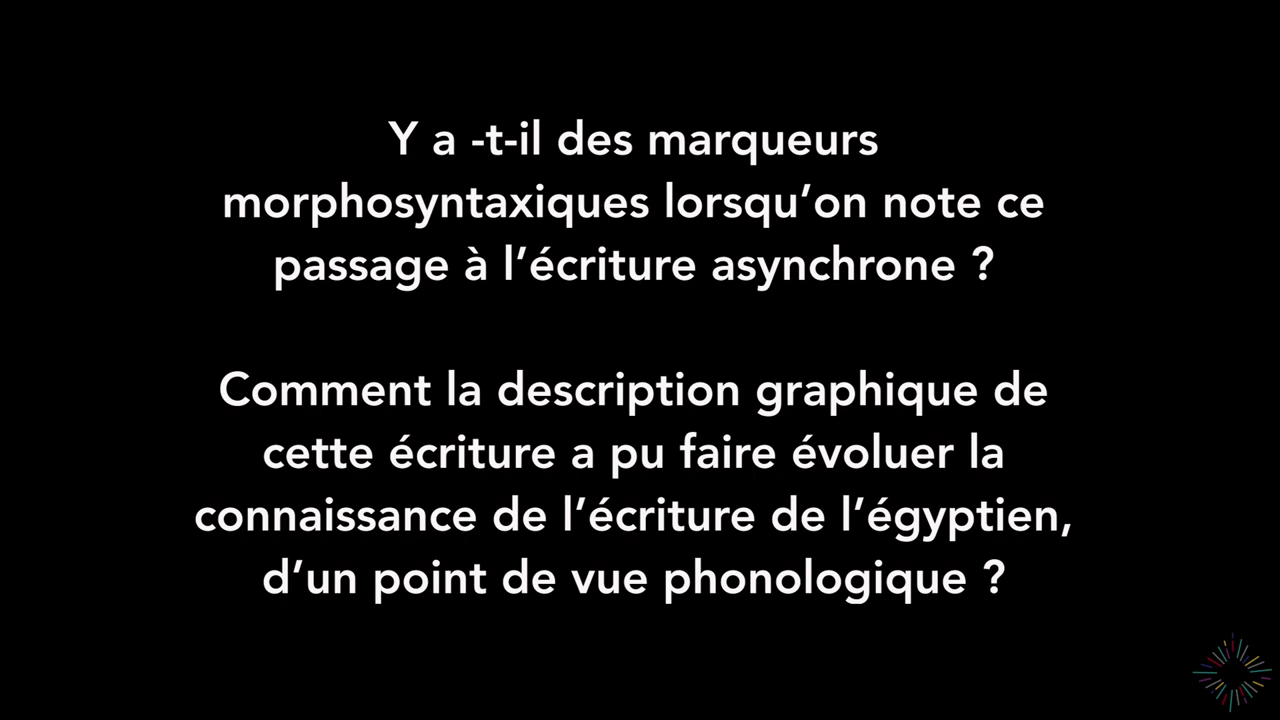 Y a -t-il des marqueurs
morphosyntaxiques lorsqu’on note ce
passage à l’écriture asynchrone ?
Comment la description graphique de
cette écriture a pu faire évoluer la
connaissance de l’écriture de l’égyptien,
d’un point de vue phonologique ?